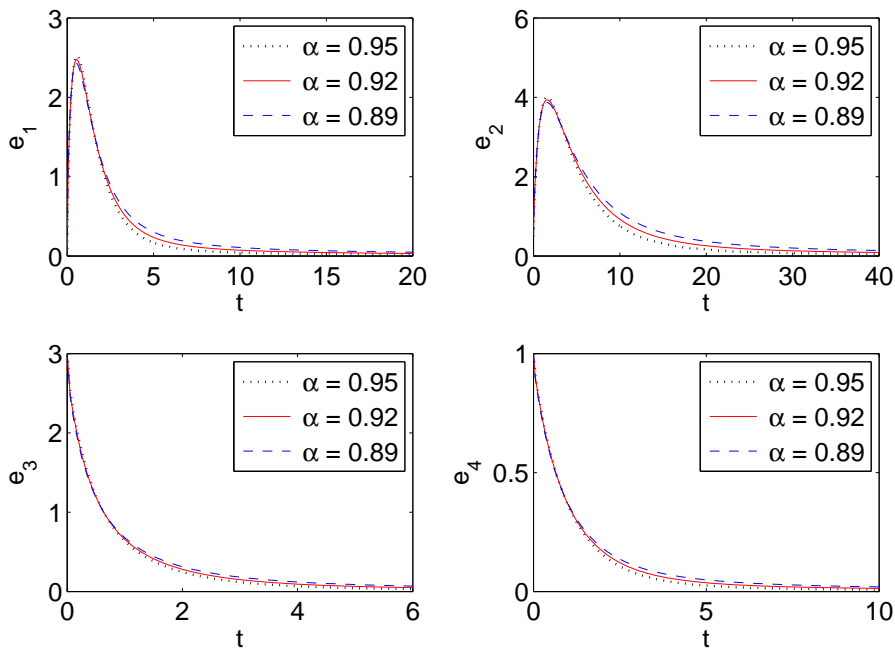 3
2
1
0
e1
α = 0.95
α = 0.92
α = 0.89
0 5 10 15 20
t
6
4
2
0
e2
α = 0.95
α = 0.92
α = 0.89
0 10 20 30 40
t
3
2
1
0
e3
α = 0.95
α = 0.92
α = 0.89
0 2 4 6
t
1
0.5
0
e4
α = 0.95
α = 0.92
α = 0.89
0 5 10
t